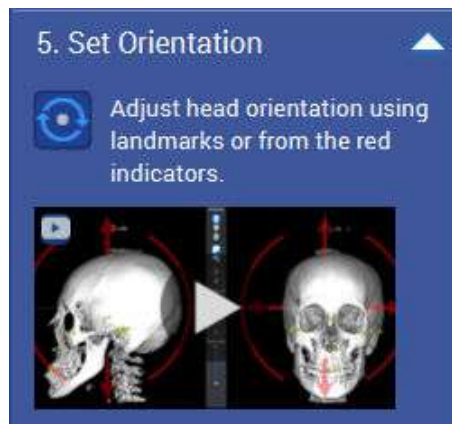 5. Set Orientation
Adjust head orientation using
landmarks or from the red
indicators.